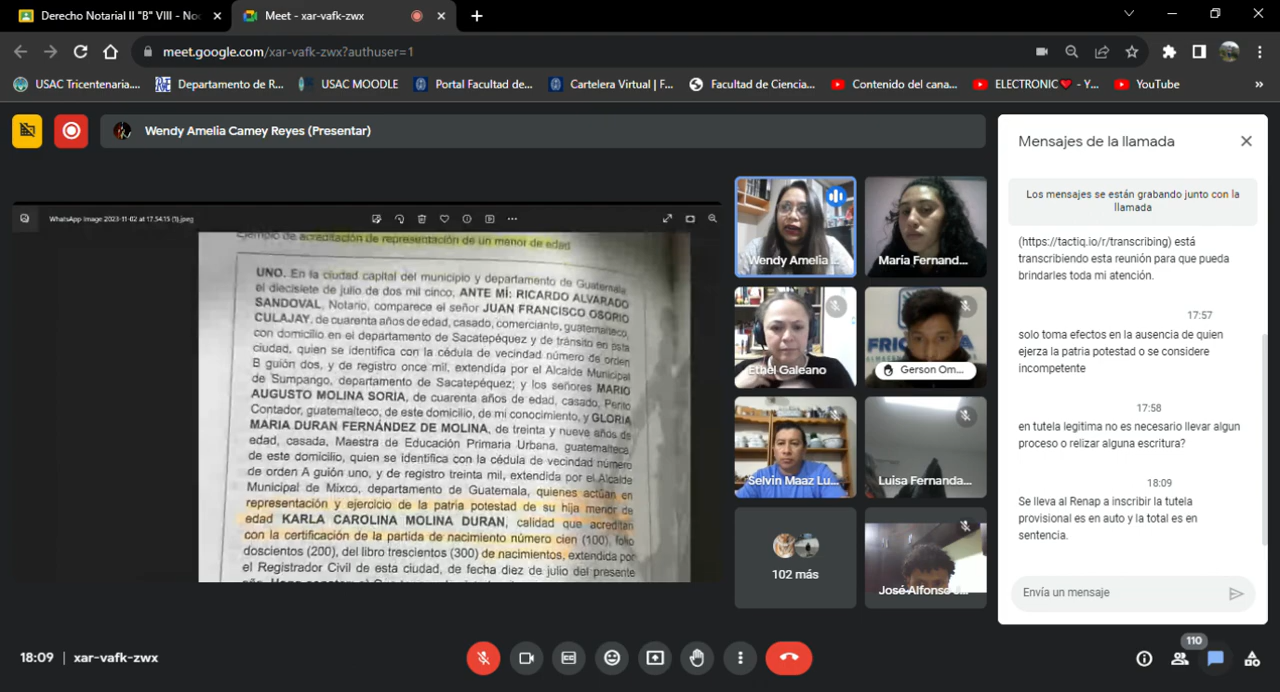 Derecho Notarial II "B" VIII - No
Meet - xar-vafk-zwx
meet.google.com/xar-vafk-zwx?authuser=1
USAC Tricentenaria....
Departamento de R...
USAC MOODLE
Portal Facultad de...
Cartelera Virtual | F...
Facultad de Ciencia...
Contenido del cana...
ELECTRONIC❤️ - Y...
YouTube
»
Wendy Amelia Camey Reyes (Presentar)
WhatsApp Image 2023-11-02 at 17.54.15 (1).jpeg
Ejemplo de acreditación de representación de un menor de edad
UNO. En la ciudad capital del municipio y departamento de Guatemala
el diecisiete de julio de dos mil cinco, ANTE MÍ: RICARDO ALVARADO
SANDOVAL, Notario, comparece el señor JUAN FRANCISCO OSORIO
CULAJAY, de cuarenta años de edad, casado, comerciante, guatemalteco,
con domicilio en el departamento de Sacatepéquez y de tránsito en esta
ciudad, quien se identifica con la cédula de vecindad número de orden
B guión dos, y de registro once mil, extendida por el Alcalde Municipal
de Sumpango, departamento de Sacatepéquez; y los señores MARIO
AUGUSTO MOLINA SORIA, de cuarenta años de edad, casado, Perito
Contador, guatemalteco, de este domicilio, de mi conocimiento, y GLORIA
MARIA DURAN FERNÁNDEZ DE MOLINA, de treinta y nueve años de
edad, casada, Maestra de Educación Primaria Urbana, guatemalteca,
de este domicilio, quien se identifica con la cédula de vecindad número
de orden A guión uno, y de registro treinta mil, extendida por el Alcalde
Municipal de Mixco, departamento de Guatemala, quienes actúan en
representación y ejercicio de la patria potestad de su hija menor de
edad KARLA CAROLINA MOLINA DURAN, calidad que acreditan
con la certificación de la partida de nacimiento número cien (100), folio
doscientos (200), del libro trescientos (300) de nacimientos, extendida por
el Registrador Civil de esta ciudad, de fecha diez de julio del presente
Wendy Amelia
María Fernand...
Ethel Galeano
Gerson Om...
Selvin Maaz Lu...
Luisa Fernanda...
102 más
José Alfonso
Mensajes de la llamada
Los mensajes se están grabando junto con la
llamada
(https://tactiq.io/r/transcribing) está
transcribiendo esta reunión para que pueda
brindarles toda mi atención.
17:57
solo toma efectos en la ausencia de quien
ejerza la patria potestad o se considere
incompetente
17:58
en tutela legitima no es necesario llevar algun
proceso o relizar alguna escritura?
18:09
Se lleva al Renap a inscribir la tutela
provisional es en auto y la total es en
sentencia.
Envía un mensaje
18:09 | xar-vafk-zwx
110